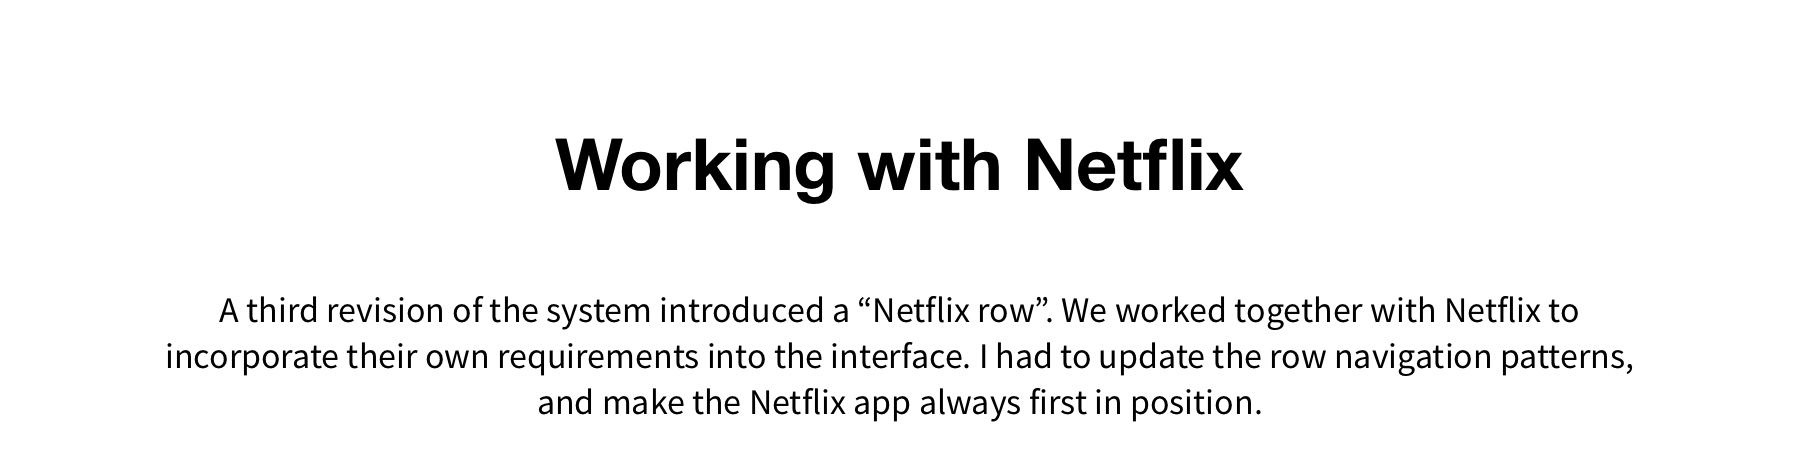 Working with Netflix
A third revision of the system introduced a “Netflix row”. We worked together with Netflix to
incorporate their own requirements into the interface. I had to update the row navigation patterns,
and make the Netflix app always first in position.